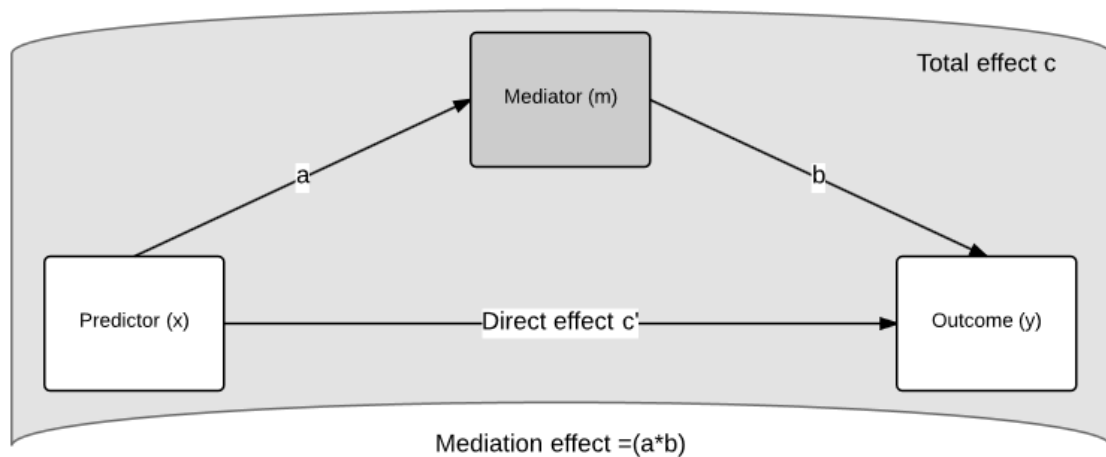 Total effect c
Mediator (m)
a
b
Predictor (x)
Direct effect c'
Outcome (y)
Mediation effect =(a*b)